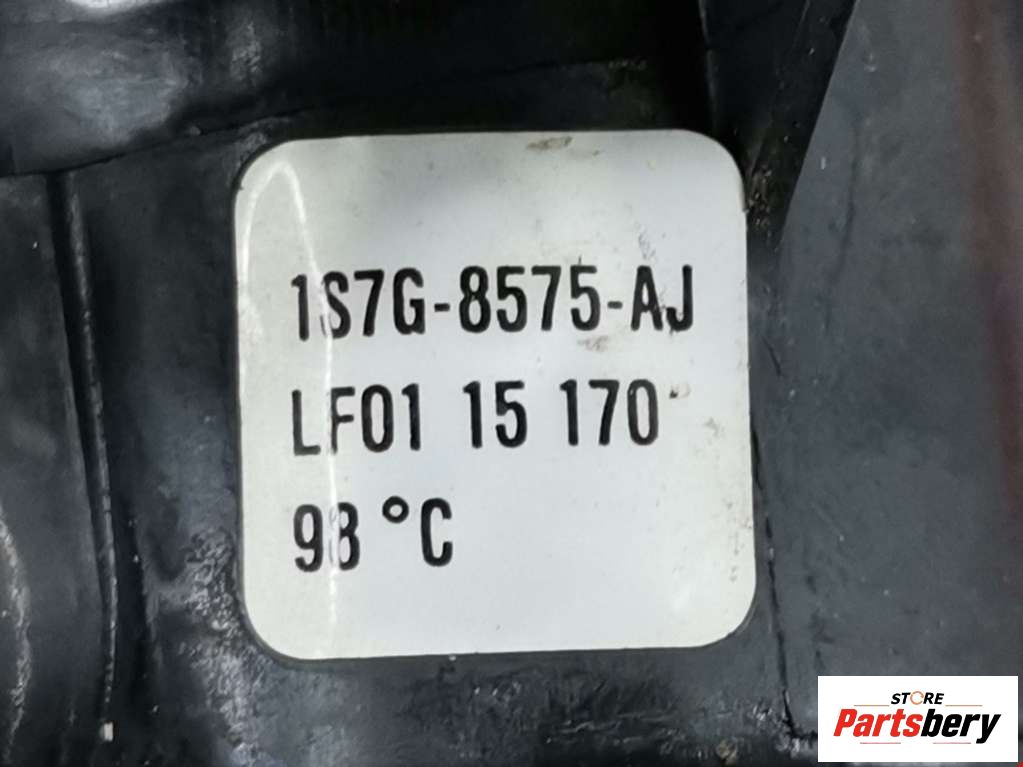 1S7G-8575-AJ
LF01 15 170
98 °C
STORE
Partsbery